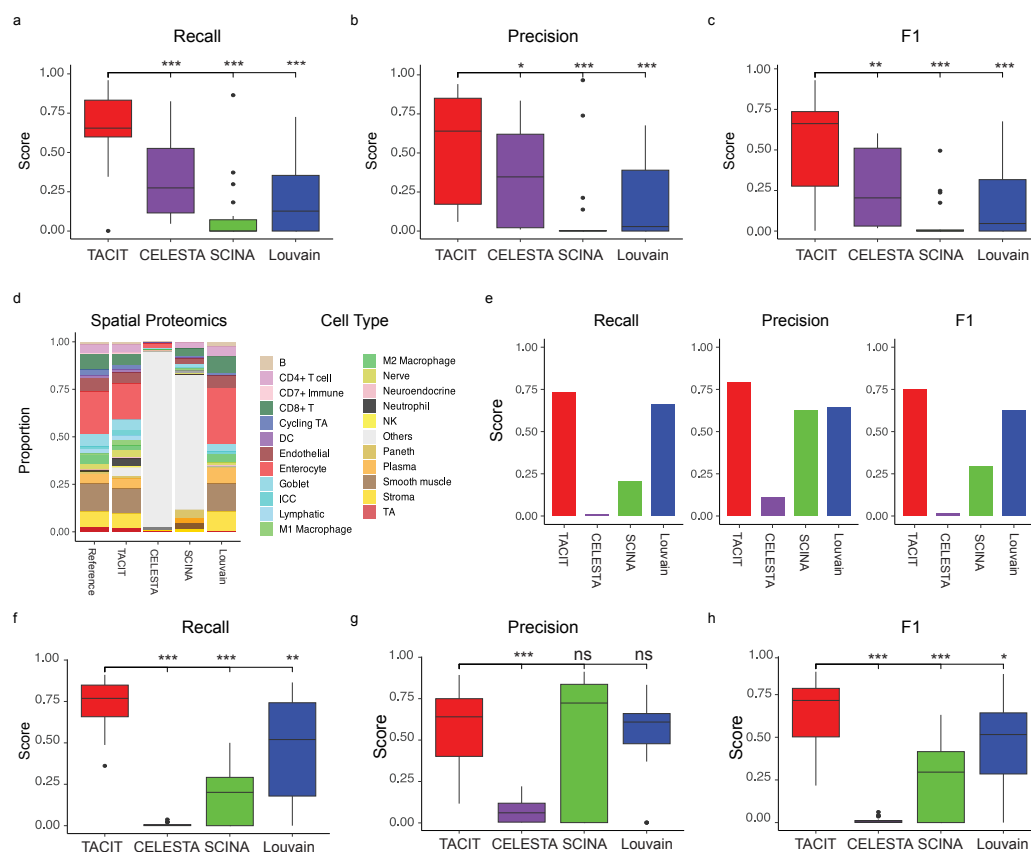 a
Recall
1.00
0.75
0.50
0.25
0.00
Score
*** *** ***
TACIT CELESTA SCINA Louvain
b
Precision
1.00
0.75
0.50
0.25
0.00
Score
* *** ***
TACIT CELESTA SCINA Louvain
c
F1
1.00
0.75
0.50
0.25
0.00
Score
** *** ***
TACIT CELESTA SCINA Louvain
d
Spatial Proteomics
1.00
0.75
0.50
0.25
0.00
Proportion
Reference TACIT CELESTA SCINA Louvain
Cell Type
B
CD4+ T cell
CD7+ Immune
CD8+ T
Cycling TA
DC
Endothelial
Enterocyte
Goblet
ICC
Lymphatic
M1 Macrophage
M2 Macrophage
Nerve
Neuroendocrine
Neutrophil
NK
Others
Paneth
Plasma
Smooth muscle
Stroma
TA
e
Recall
1.00
0.75
0.50
0.25
0.00
Score
TACIT CELESTA SCINA Louvain
Precision
1.00
0.75
0.50
0.25
0.00
TACIT CELESTA SCINA Louvain
F1
1.00
0.75
0.50
0.25
0.00
TACIT CELESTA SCINA Louvain
f
Recall
1.00
0.75
0.50
0.25
0.00
Score
*** *** **
TACIT CELESTA SCINA Louvain
g
Precision
1.00
0.75
0.50
0.25
0.00
Score
*** ns ns
TACIT CELESTA SCINA Louvain
h
F1
1.00
0.75
0.50
0.25
0.00
Score
*** *** *
TACIT CELESTA SCINA Louvain